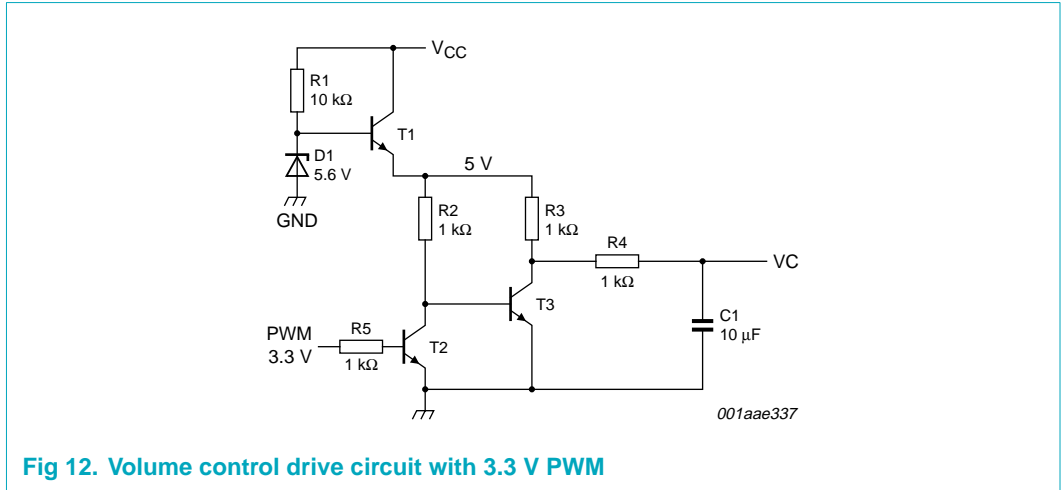 VCC
R1
10 kΩ
T1
D1
5.6 V
GND
5 V
R2
1 kΩ
R3
1 kΩ
R4
1 kΩ
VC
T3
C1
10 μF
PWM
3.3 V
R5
1 kΩ
T2
001aae337
Fig 12. Volume control drive circuit with 3.3 V PWM